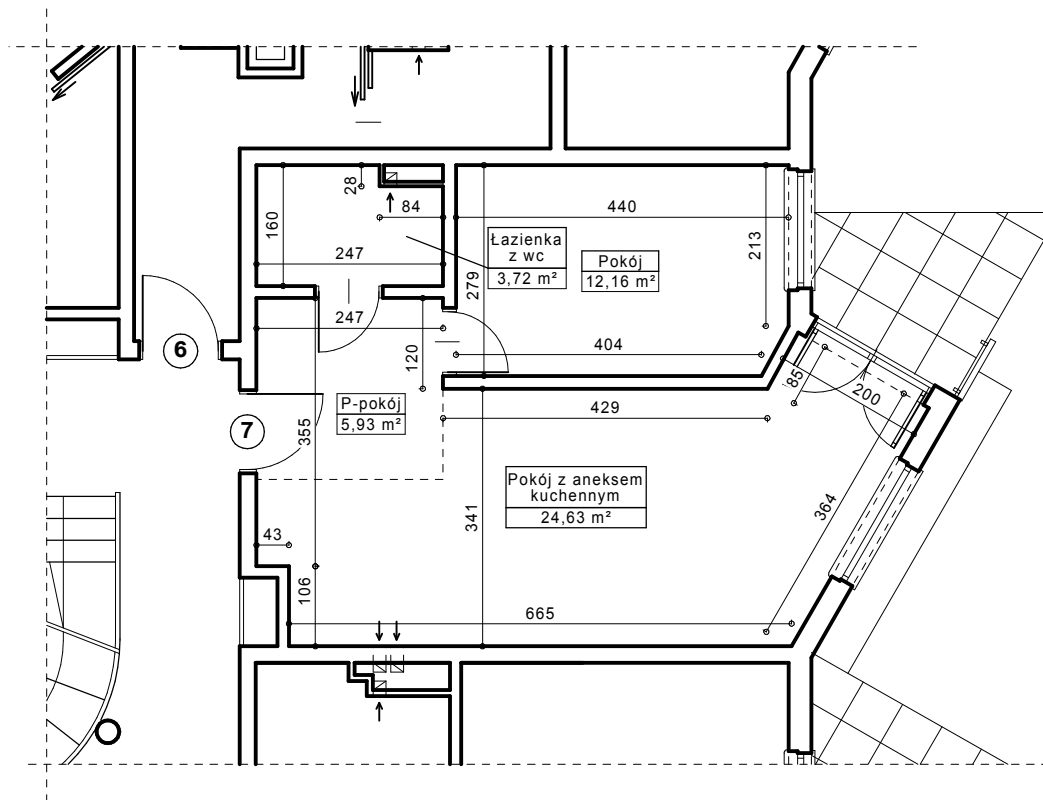 28
84
440
160
247
Łazienka
z wc
3,72 m²
Pokój
12,16 m²
213
279
247
6
120
404
85
200
P-pokój
5,93 m²
429
7
355
Pokój z aneksem
kuchennym
24,63 m²
341
364
43
106
665